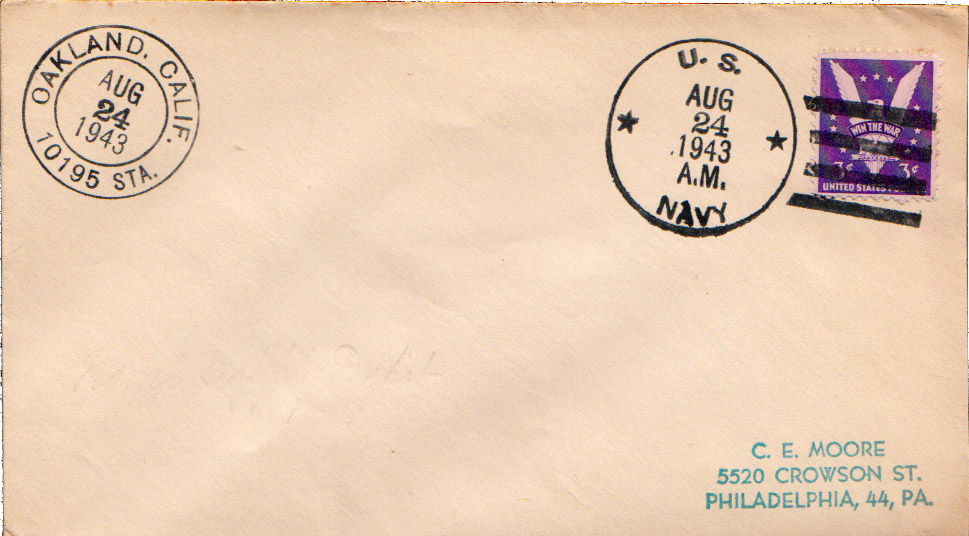 OAKLAND, CALIF.
AUG
24
1943
10195 STA.
U. S.
AUG
24
1943
A.M.
NAVY
WIN THE WAR
3¢ 3¢
UNITED STATES
C. E. MOORE
5520 CROWSON ST.
PHILADELPHIA, 44, PA.